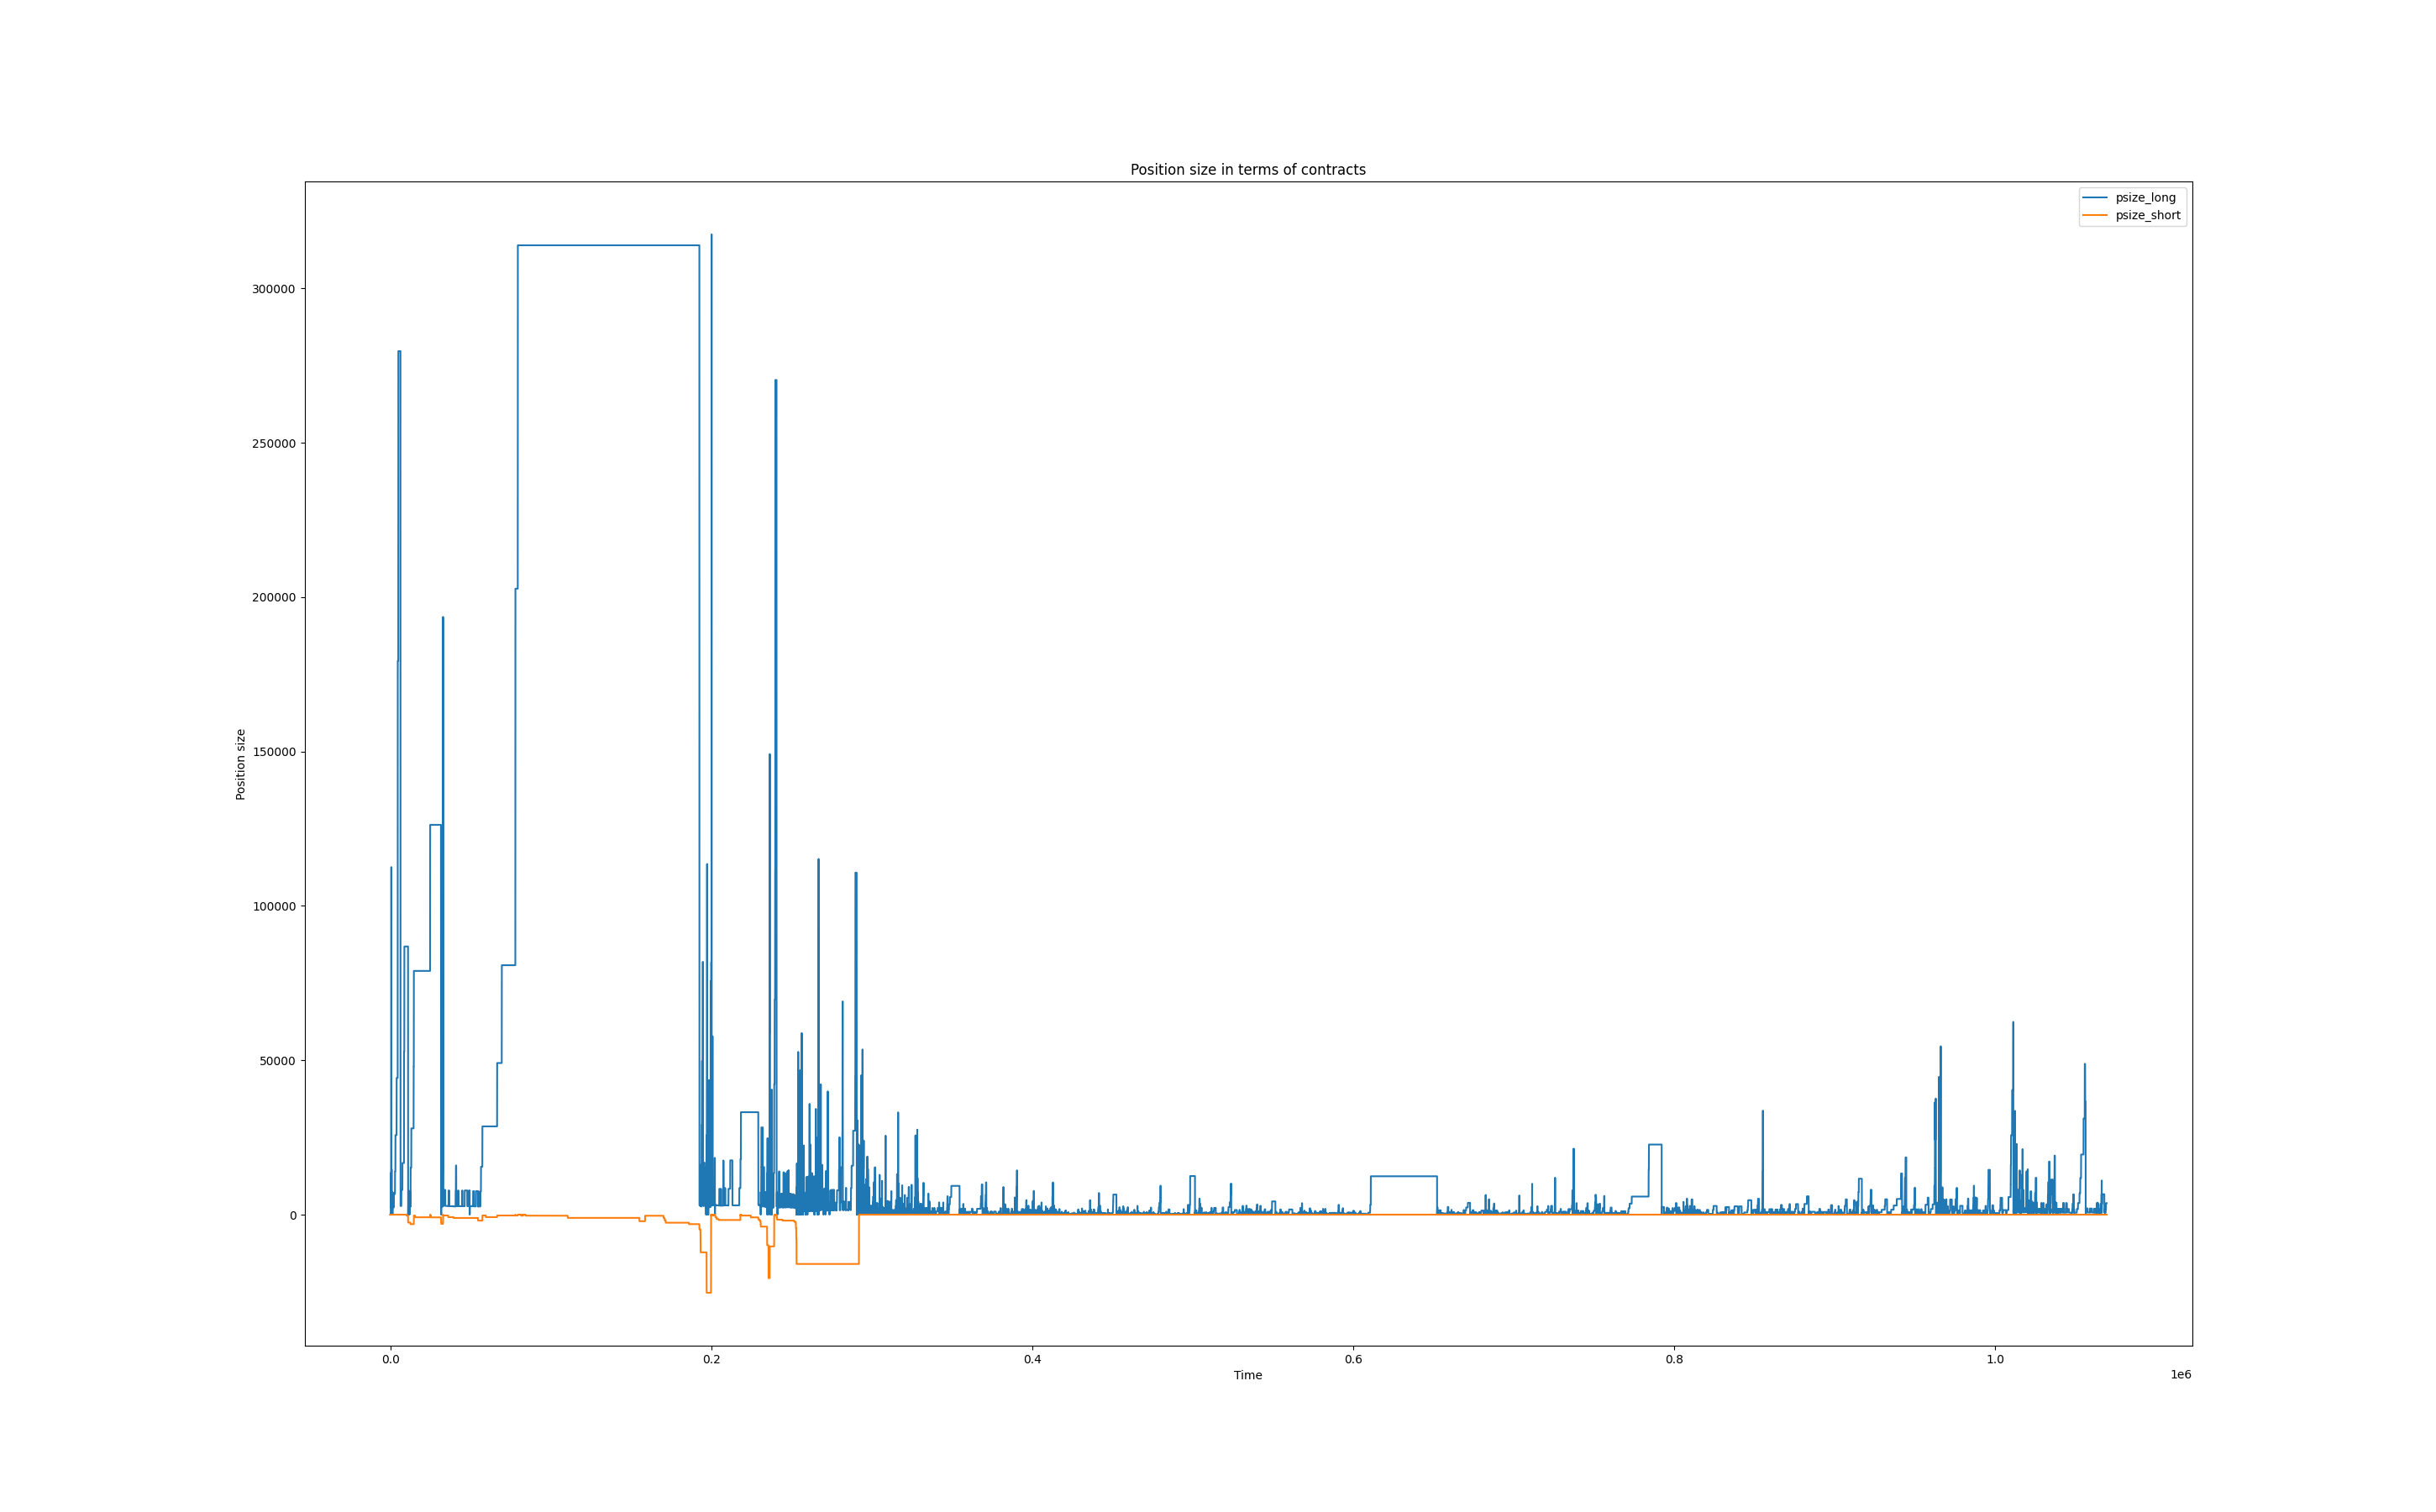 Position size in terms of contracts
psize_long
psize_short
300000
250000
200000
150000
100000
50000
0
Position size
0.0 0.2 0.4 0.6 0.8 1.0
Time
1e6